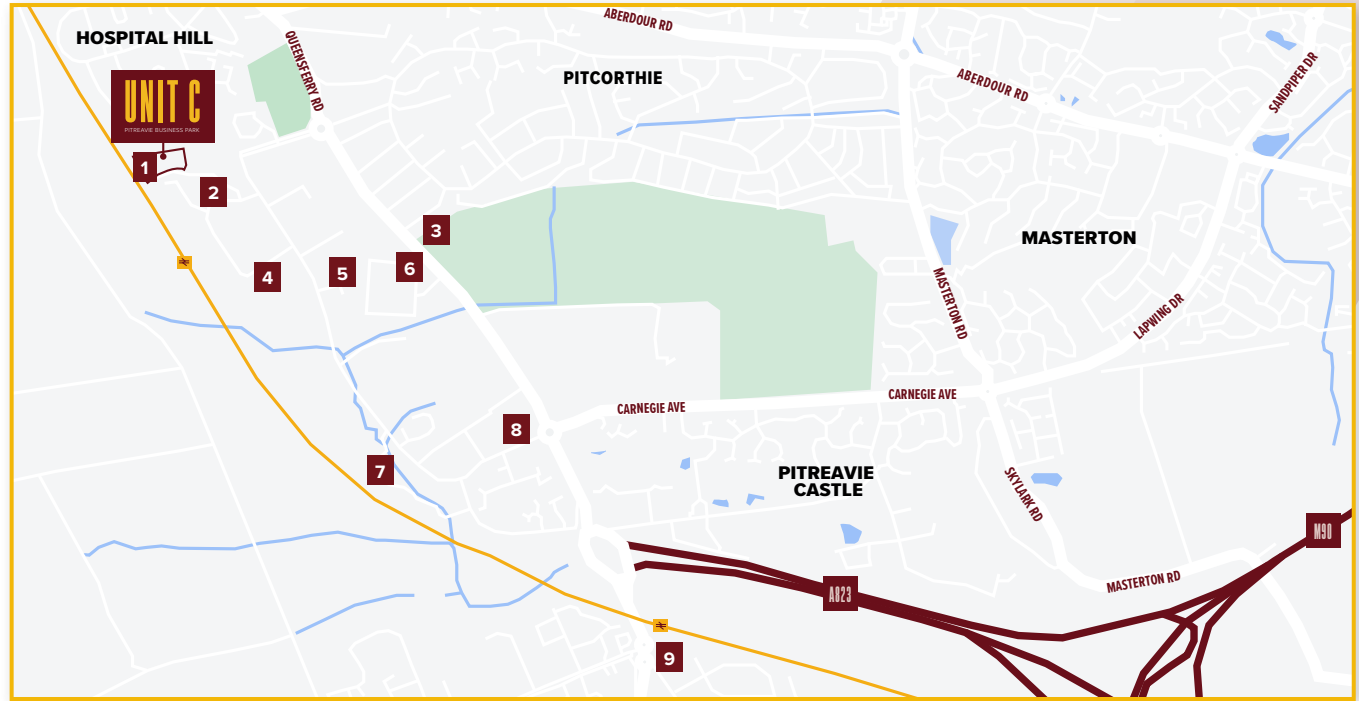 ABERDOUR RD
HOSPITAL HILL
QUEENSFERRY RD
PITCORTHIE
ABERDOUR RD
SANDPIPER DR
UNIT C
PITREAVIE BUSINESS PARK
1
2
3
MASTERTON
4
5
6
MASTERTON RD
LAPWING DR
CARNEGIE AVE
CARNEGIE AVE
8
7
PITREAVIE
CASTLE
SKYLARK RD
M90
A823
MASTERTON RD
9